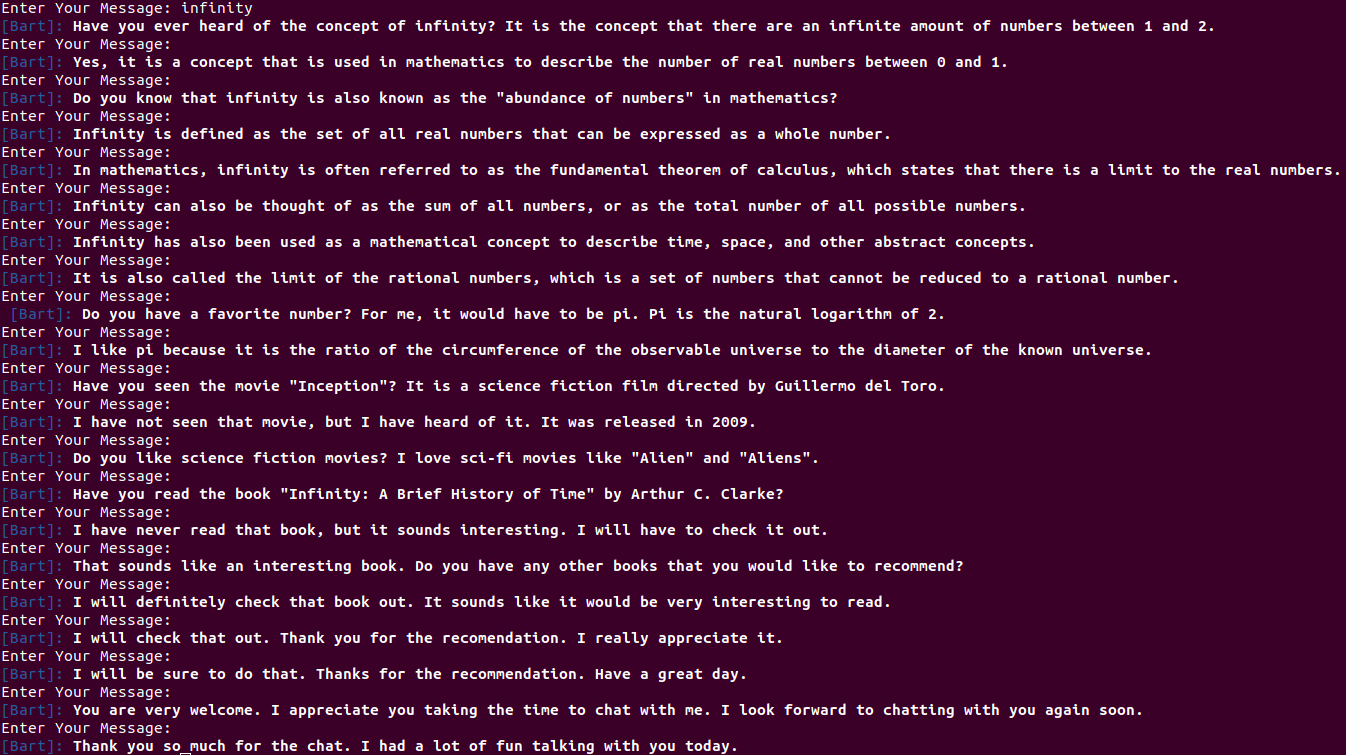 Enter Your Message: infinity
[Bart]: Have you ever heard of the concept of infinity? It is the concept that there are an infinite amount of numbers between 1 and 2.
Enter Your Message:
[Bart]: Yes, it is a concept that is used in mathematics to describe the number of real numbers between 0 and 1.
Enter Your Message:
[Bart]: Do you know that infinity is also known as the "abundance of numbers" in mathematics?
Enter Your Message:
[Bart]: Infinity is defined as the set of all real numbers that can be expressed as a whole number.
Enter Your Message:
[Bart]: In mathematics, infinity is often referred to as the fundamental theorem of calculus, which states that there is a limit to the real numbers.
Enter Your Message:
[Bart]: Infinity can also be thought of as the sum of all numbers, or as the total number of all possible numbers.
Enter Your Message:
[Bart]: Infinity has also been used as a mathematical concept to describe time, space, and other abstract concepts.
Enter Your Message:
[Bart]: It is also called the limit of the rational numbers, which is a set of numbers that cannot be reduced to a rational number.
Enter Your Message:
[Bart]: Do you have a favorite number? For me, it would have to be pi. Pi is the natural logarithm of 2.
Enter Your Message:
[Bart]: I like pi because it is the ratio of the circumference of the observable universe to the diameter of the known universe.
Enter Your Message:
[Bart]: Have you seen the movie "Inception"? It is a science fiction film directed by Guillermo del Toro.
Enter Your Message:
[Bart]: I have not seen that movie, but I have heard of it. It was released in 2009.
Enter Your Message:
[Bart]: Do you like science fiction movies? I love sci-fi movies like "Alien" and "Aliens".
Enter Your Message:
[Bart]: Have you read the book "Infinity: A Brief History of Time" by Arthur C. Clarke?
Enter Your Message:
[Bart]: I have never read that book, but it sounds interesting. I will have to check it out.
Enter Your Message:
[Bart]: That sounds like an interesting book. Do you have any other books that you would like to recommend?
Enter Your Message:
[Bart]: I will definitely check that book out. It sounds like it would be very interesting to read.
Enter Your Message:
[Bart]: I will check that out. Thank you for the recomendation. I really appreciate it.
Enter Your Message:
[Bart]: I will be sure to do that. Thanks for the recommendation. Have a great day.
Enter Your Message:
[Bart]: You are very welcome. I appreciate you taking the time to chat with me. I look forward to chatting with you again soon.
Enter Your Message:
[Bart]: Thank you so much for the chat. I had a lot of fun talking with you today.